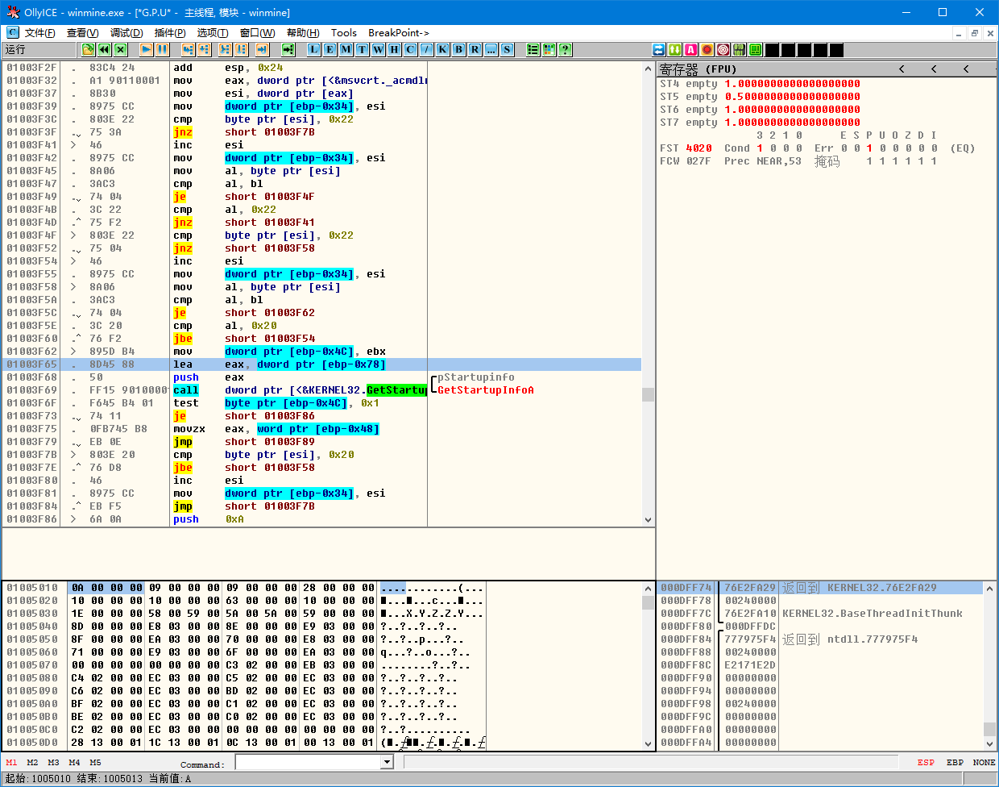 OllyICE - winmine.exe - [*G.P.U* - 主线程, 模块 - winmine]
文件(F) 查看(V) 调试(D) 插件(P) 选项(T) 窗口(W) 帮助(H) Tools BreakPoint->
运行 L E M T W H C / K B R ... S
01003F2F . 83C4 24 add esp, 0x24
01003F32 . A1 90110001 mov eax, dword ptr [<&msvcrt._acmdln
01003F37 . 8B30 mov esi, dword ptr [eax]
01003F39 . 8975 CC mov dword ptr [ebp-0x34], esi
01003F3C . 803E 22 cmp byte ptr [esi], 0x22
01003F3F . 75 3A jnz short 01003F7B
01003F41 > 46 inc esi
01003F42 . 8975 CC mov dword ptr [ebp-0x34], esi
01003F45 . 8A06 mov al, byte ptr [esi]
01003F47 . 3AC3 cmp al, bl
01003F49 . 74 04 je short 01003F4F
01003F4B . 3C 22 cmp al, 0x22
01003F4D .^ 75 F2 jnz short 01003F41
01003F4F > 803E 22 cmp byte ptr [esi], 0x22
01003F52 . 75 04 jnz short 01003F58
01003F54 > 46 inc esi
01003F55 . 8975 CC mov dword ptr [ebp-0x34], esi
01003F58 > 8A06 mov al, byte ptr [esi]
01003F5A . 3AC3 cmp al, bl
01003F5C . 74 04 je short 01003F62
01003F5E . 3C 20 cmp al, 0x20
01003F60 .^ 76 F2 jbe short 01003F54
01003F62 > 895D B4 mov dword ptr [ebp-0x4C], ebx
01003F65 . 8D45 88 lea eax, dword ptr [ebp-0x78]
01003F68 . 50 push eax pStartupinfo
01003F69 . FF15 9010000 call dword ptr [<&KERNEL32.GetStartup GetStartupInfoA
01003F6F . F645 B4 01 test byte ptr [ebp-0x4C], 0x1
01003F73 . 74 11 je short 01003F86
01003F75 . 0FB745 B8 movzx eax, word ptr [ebp-0x48]
01003F79 . EB 0E jmp short 01003F89
01003F7B > 803E 20 cmp byte ptr [esi], 0x20
01003F7E .^ 76 D8 jbe short 01003F58
01003F80 . 46 inc esi
01003F81 . 8975 CC mov dword ptr [ebp-0x34], esi
01003F84 .^ EB F5 jmp short 01003F7B
01003F86 > 6A 0A push 0xA
寄存器 (FPU) < < <
ST4 empty 1.0000000000000000000
ST5 empty 0.5000000000000000000
ST6 empty 1.0000000000000000000
ST7 empty 1.0000000000000000000
3 2 1 0 E S P U O Z D I
FST 4020 Cond 1 0 0 0 Err 0 0 1 0 0 0 0 0 (EQ)
FCW 027F Prec NEAR,53 掩码 1 1 1 1 1 1
01005010 0A 00 00 00 09 00 00 00 09 00 00 00 28 00 00 00 ............(...
01005020 10 00 00 00 10 00 00 00 63 00 00 00 10 00 00 00 ■...■...c...■...
01005030 1E 00 00 00 58 00 59 00 5A 00 5A 00 59 00 00 00 ■...X.Y.Z.Z.Y...
01005040 8D 00 00 00 E8 03 00 00 8E 00 00 00 E9 03 00 00 ?..?..?..?..
01005050 8F 00 00 00 EA 03 00 00 70 00 00 00 E8 03 00 00 ?..?..p...?..
01005060 71 00 00 00 E9 03 00 00 6F 00 00 00 EA 03 00 00 q...?..o...?..
01005070 00 00 00 00 00 00 00 00 C3 02 00 00 EB 03 00 00 ........?..?..
01005080 C4 02 00 00 EC 03 00 00 C5 02 00 00 EC 03 00 00 ?..?..?..?..
01005090 C6 02 00 00 EC 03 00 00 BD 02 00 00 EC 03 00 00 ?..?..?..?..
010050A0 BF 02 00 00 EC 03 00 00 C1 02 00 00 EC 03 00 00 ?..?..?..?..
010050B0 BE 02 00 00 EC 03 00 00 C0 02 00 00 EC 03 00 00 ?..?..?..?..
010050C0 C2 02 00 00 EC 03 00 00 00 00 00 00 00 00 00 00 ?..?..........
010050D0 28 13 00 01 1C 13 00 01 0C 13 00 01 00 13 00 01
000DFF74 76E2FA29 返回到 KERNEL32.76E2FA29
000DFF78 00240000
000DFF7C 76E2FA10 KERNEL32.BaseThreadInitThunk
000DFF80 000DFFDC
000DFF84 777975F4 返回到 ntdll.777975F4
000DFF88 00240000
000DFF8C E2171E2D
000DFF90 00000000
000DFF94 00000000
000DFF98 00240000
000DFF9C 00000000
000DFFA0 00000000
000DFFA4 00000000
M1 M2 M3 M4 M5 Command: ESP EBP NONE
起始:1005010 结束:1005013 当前值:A